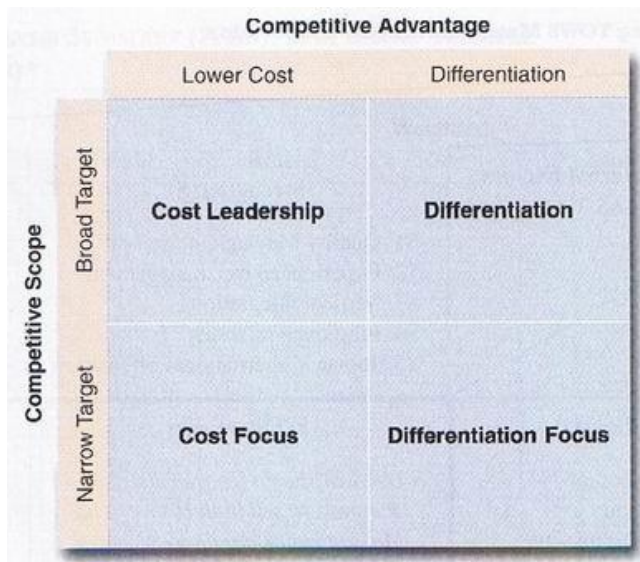 Competitive Advantage
Lower Cost
Differentiation
Competitive Scope
Broad Target
Cost Leadership
Differentiation
Narrow Target
Cost Focus
Differentiation Focus